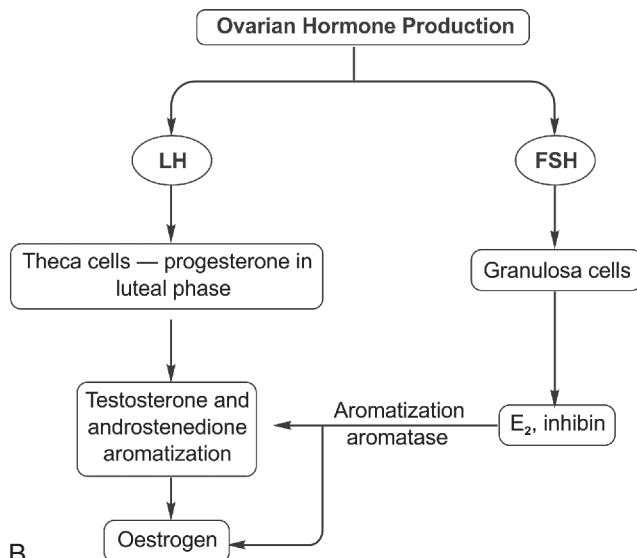 Ovarian Hormone Production
LH
FSH
Theca cells — progesterone in
luteal phase
Granulosa cells
Testosterone and
androstenedione
aromatization
Aromatization
aromatase
E₂, inhibin
Oestrogen
B